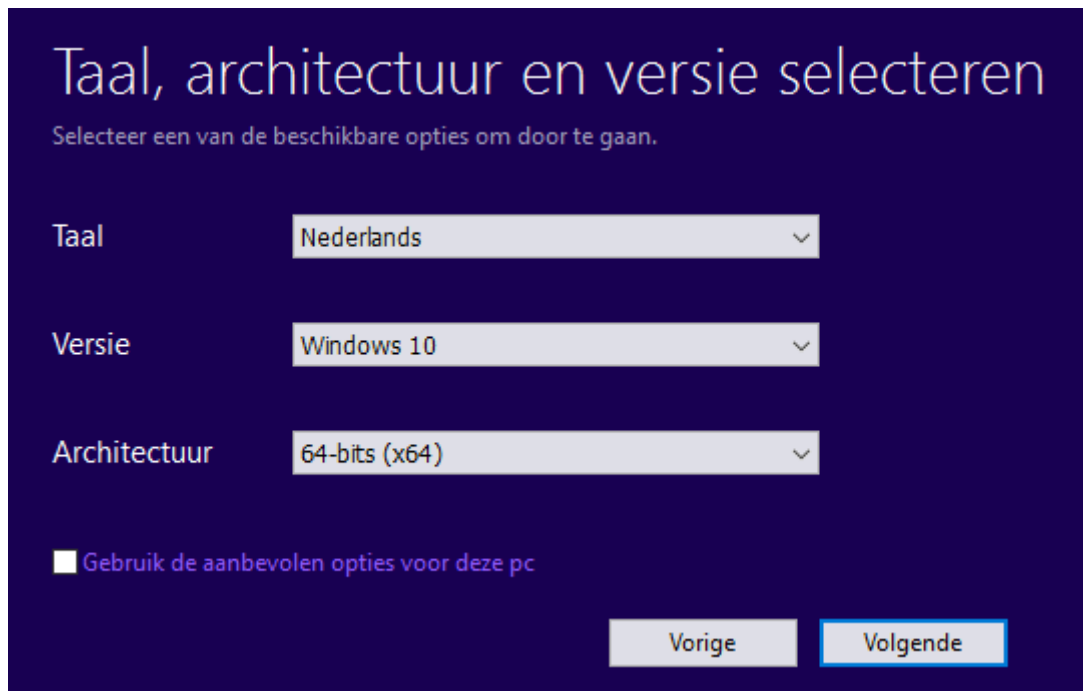 Taal, architectuur en versie selecteren
Selecteer een van de beschikbare opties om door te gaan.
Taal Nederlands
Versie Windows 10
Architectuur 64-bits (x64)
Gebruik de aanbevolen opties voor deze pc
Vorige Volgende